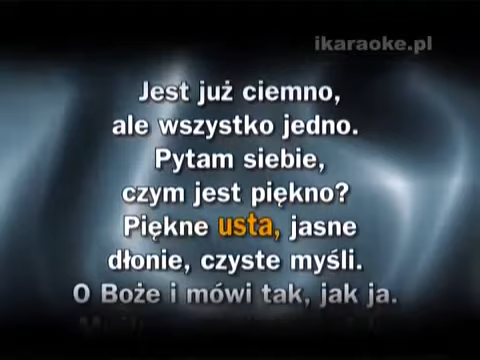 ikaraoke.pl
Jest już ciemno,
ale wszystko jedno.
Pytam siebie,
czym jest piękno?
Piękne usta, jasne
dłonie, czyste myśli.
O Boże i mówi tak, jak ja.